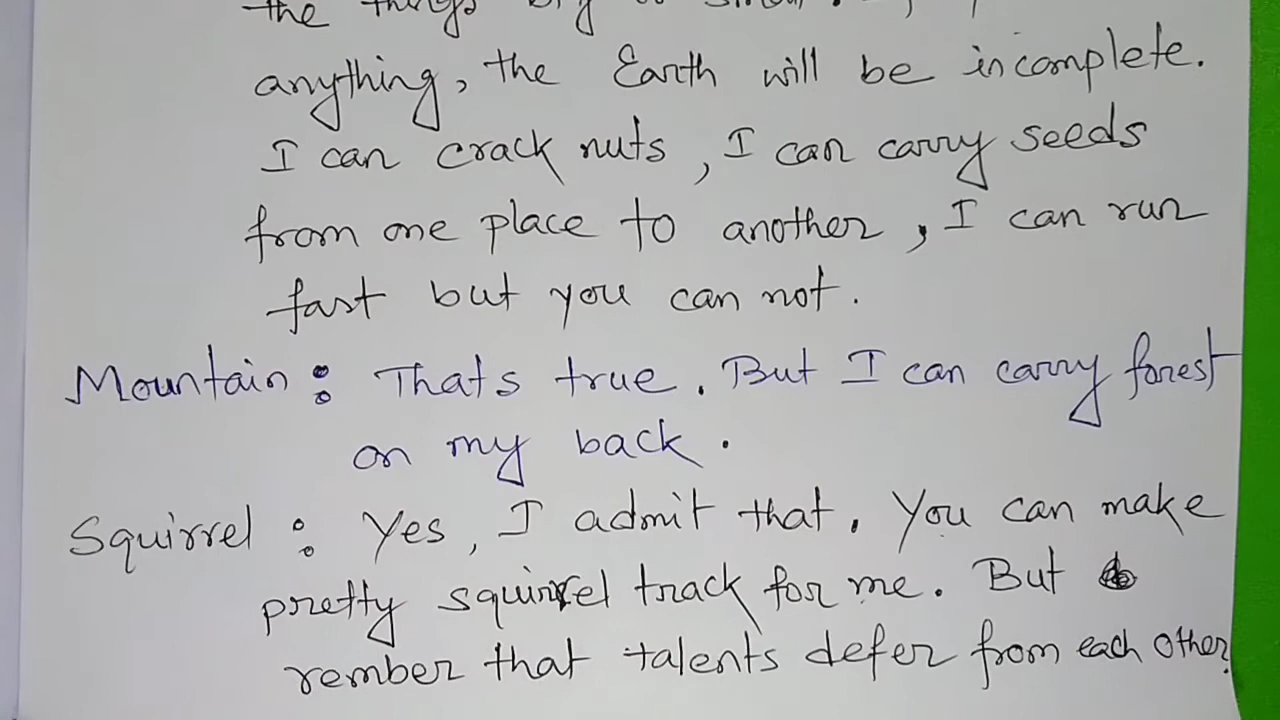 the things
anything, the Earth will be incomplete.
I can crack nuts, I can carry seeds
from one place to another, I can run
fast but you can not.
Mountain: Thats true. But I can carry forest
on my back.
Squirrel: Yes, I admit that. You can make
pretty squirrel track for me. But
rember that talents defer from each other.